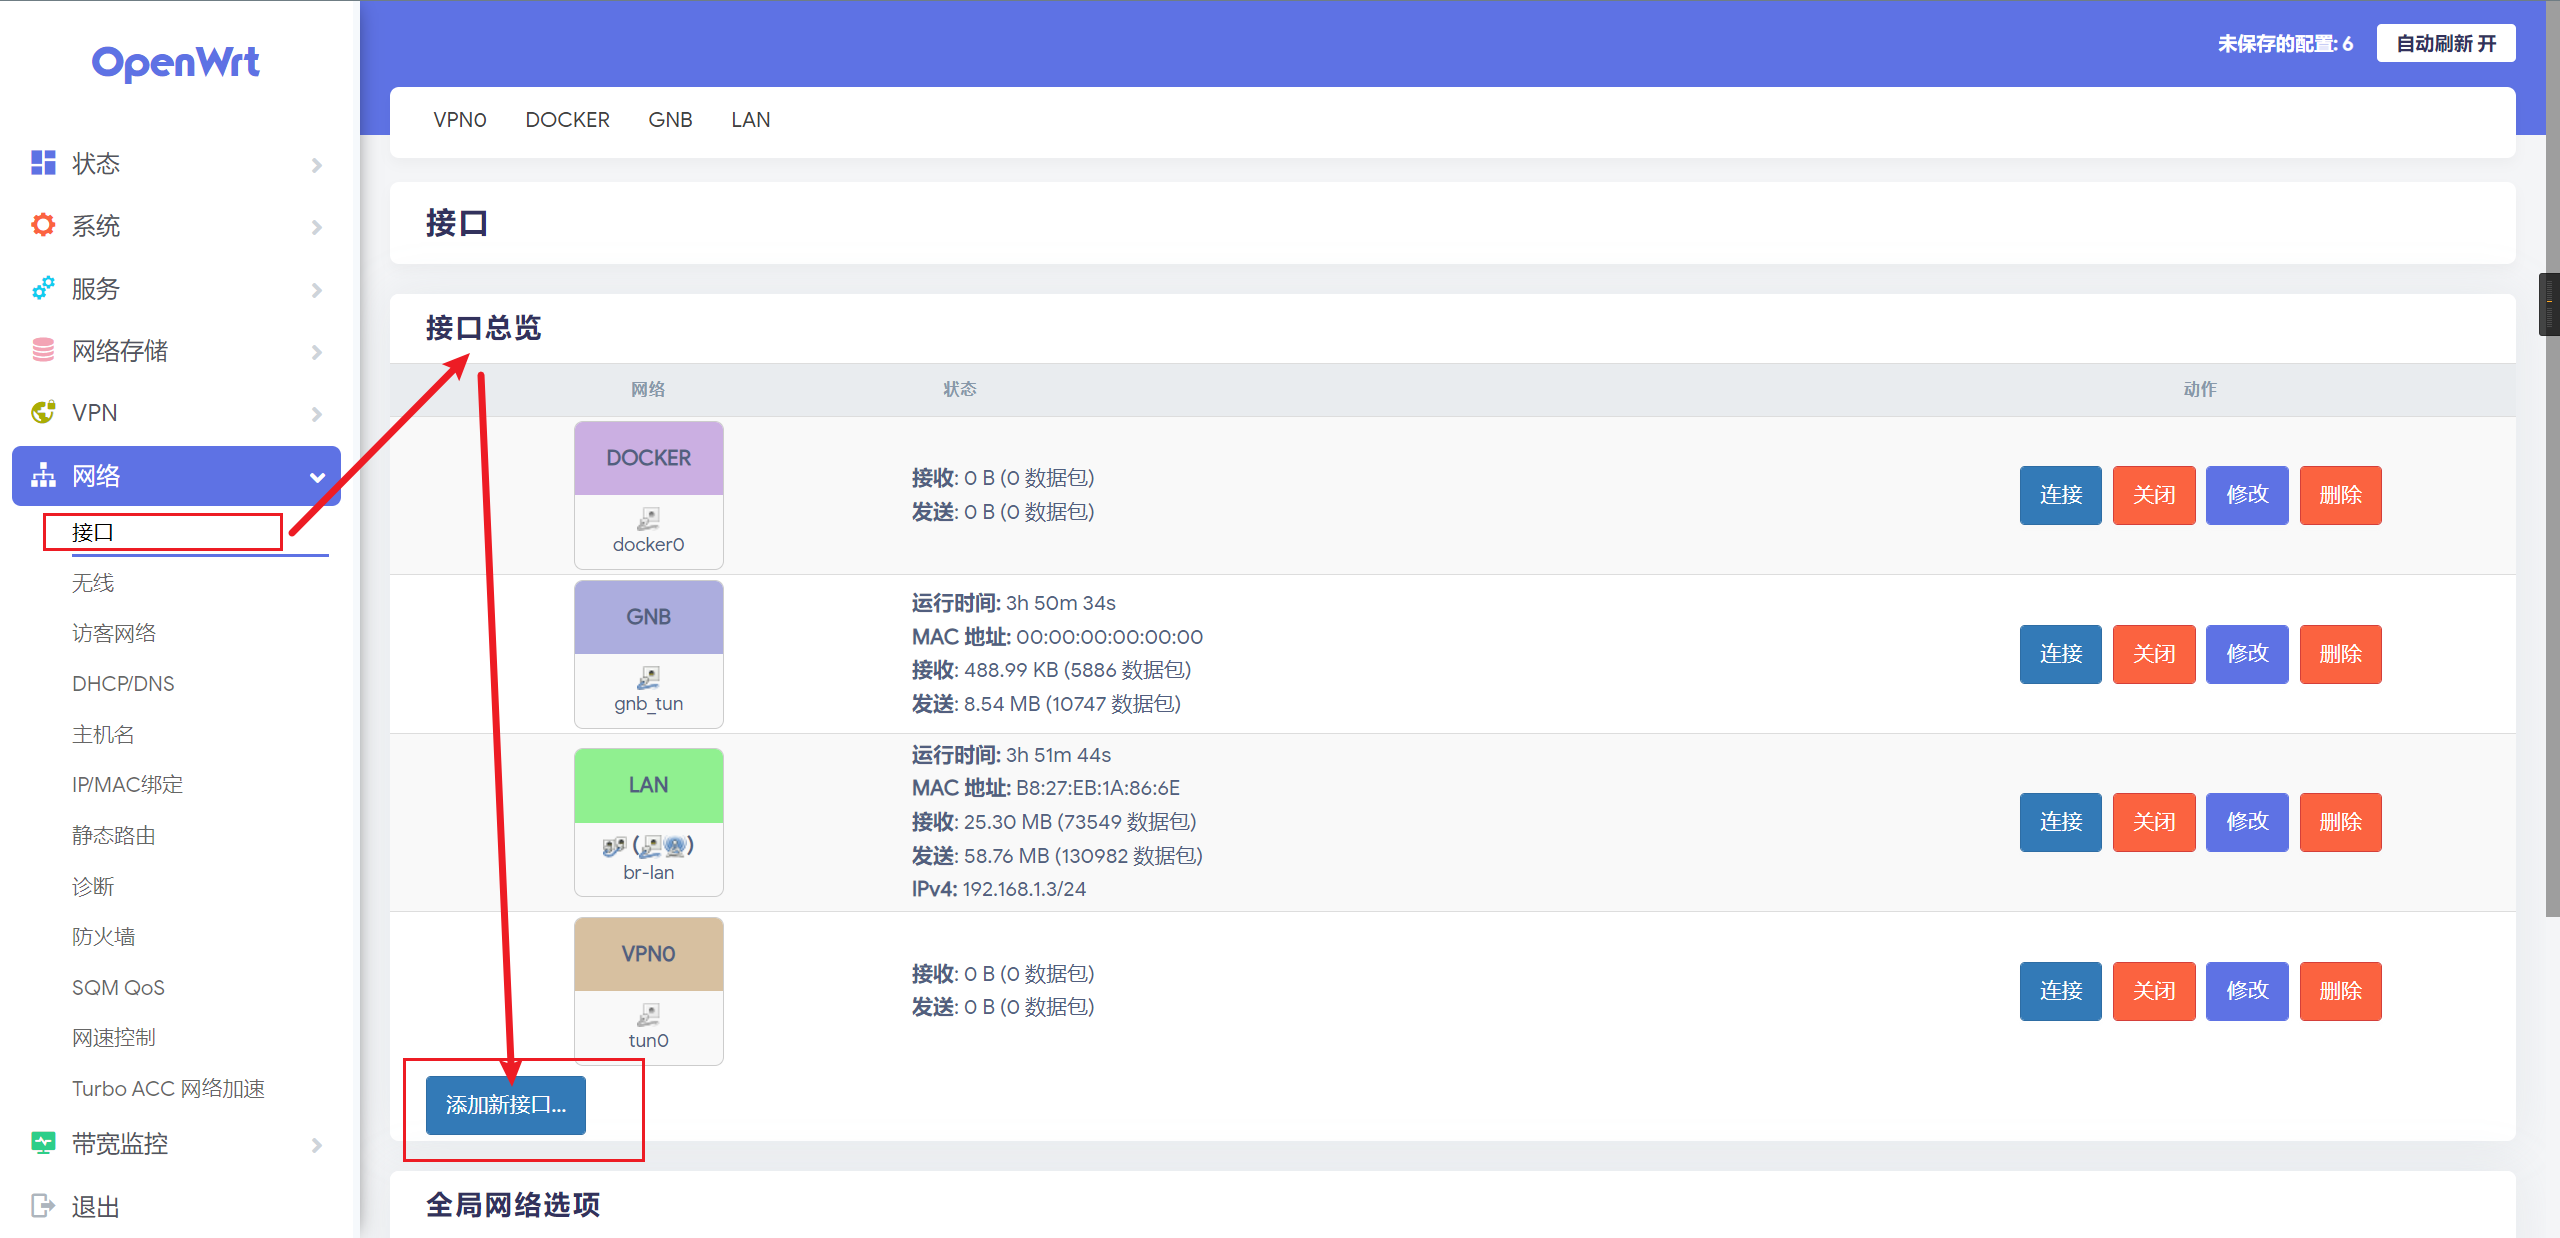 OpenWrt
状态
系统
服务
网络存储
VPN
网络
接口
无线
访客网络
DHCP/DNS
主机名
IP/MAC绑定
静态路由
诊断
防火墙
SQM QoS
网速控制
Turbo ACC 网络加速
带宽监控
退出
未保存的配置: 6
自动刷新 开
VPN0 DOCKER GNB LAN
接口
接口总览
网络 状态 动作
DOCKER
docker0
接收: 0 B (0 数据包)
发送: 0 B (0 数据包)
连接 关闭 修改 删除
GNB
gnb_tun
运行时间: 3h 50m 34s
MAC 地址: 00:00:00:00:00:00
接收: 488.99 KB (5886 数据包)
发送: 8.54 MB (10747 数据包)
连接 关闭 修改 删除
LAN
( )
br-lan
运行时间: 3h 51m 44s
MAC 地址: B8:27:EB:1A:86:6E
接收: 25.30 MB (73549 数据包)
发送: 58.76 MB (130982 数据包)
IPv4: 192.168.1.3/24
连接 关闭 修改 删除
VPN0
tun0
接收: 0 B (0 数据包)
发送: 0 B (0 数据包)
连接 关闭 修改 删除
添加新接口...
全局网络选项